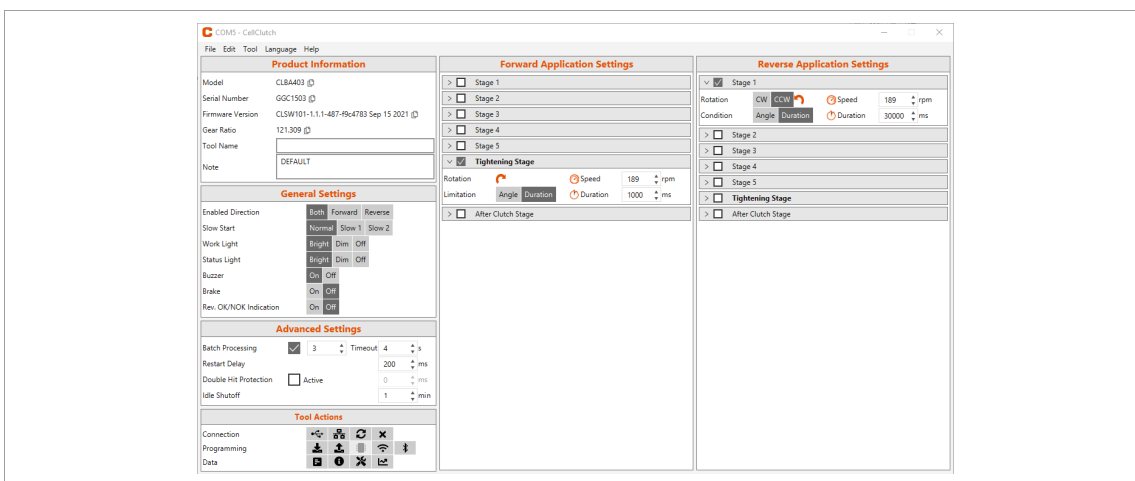 COM5 - CellClutch
File Edit Tool Language Help
Product Information
Model CLBA403
Serial Number GGC1503
Firmware Version CLSW101-1.1.1-487-f9c4783 Sep 15 2021
Gear Ratio 121.309
Tool Name
Note DEFAULT
General Settings
Enabled Direction Both Forward Reverse
Slow Start Normal Slow 1 Slow 2
Work Light Bright Dim Off
Status Light Bright Dim Off
Buzzer On Off
Brake On Off
Rev. OK/NOK Indication On Off
Advanced Settings
Batch Processing 3 Timeout 4 s
Restart Delay 200 ms
Double Hit Protection Active 0 ms
Idle Shutoff 1 min
Tool Actions
Connection
Programming
Data
Forward Application Settings
Stage 1
Stage 2
Stage 3
Stage 4
Stage 5
Tightening Stage
Rotation Speed 189 rpm
Limitation Angle Duration Duration 1000 ms
After Clutch Stage
Reverse Application Settings
Stage 1
Rotation CW CCW Speed 189 rpm
Condition Angle Duration Duration 30000 ms
Stage 2
Stage 3
Stage 4
Stage 5
Tightening Stage
After Clutch Stage